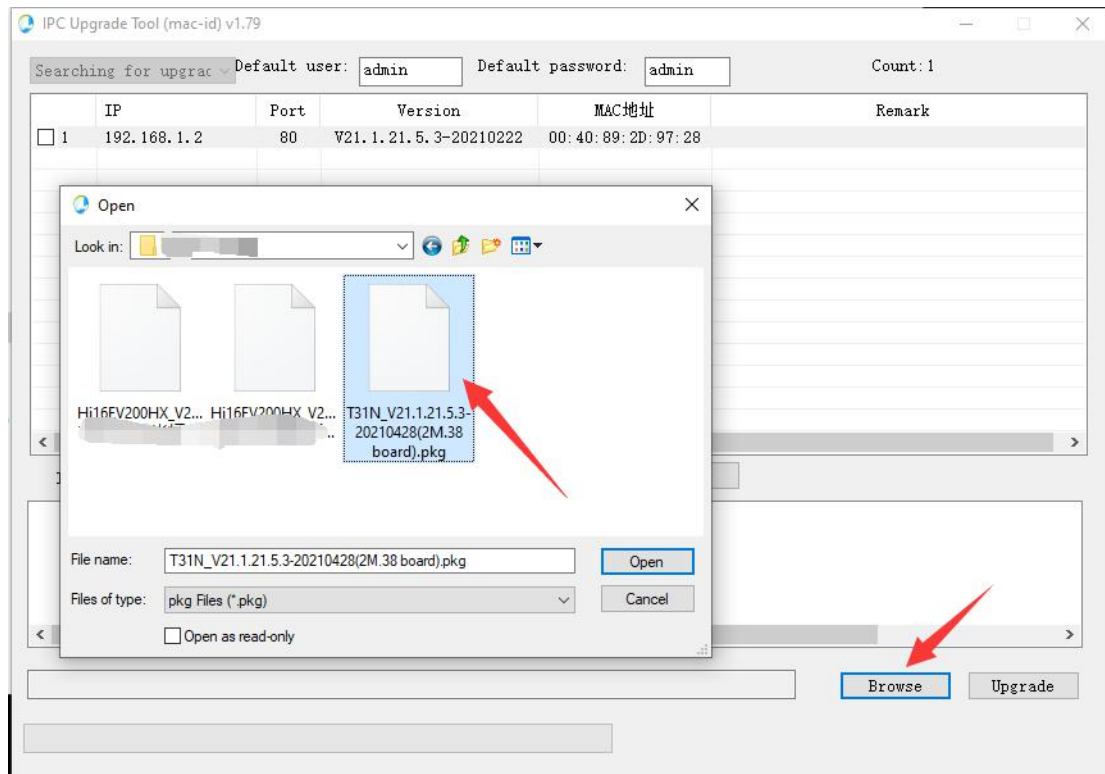 IPC Upgrade Tool (mac-id) v1.79
Searching for upgrac Default user: admin Default password: admin Count:1
IP Port Version MAC地址 Remark
1 192.168.1.2 80 V21.1.21.5.3-20210222 00:40:89:2D:97:28
Open
Look in:
Hi16EV200HX_V2... Hi16EV200HX_V2... T31N_V21.1.21.5.3-
20210428(2M.38
board).pkg
File name: T31N_V21.1.21.5.3-20210428(2M.38 board).pkg Open
Files of type: pkg Files (*.pkg) Cancel
Open as read-only
Browse Upgrade